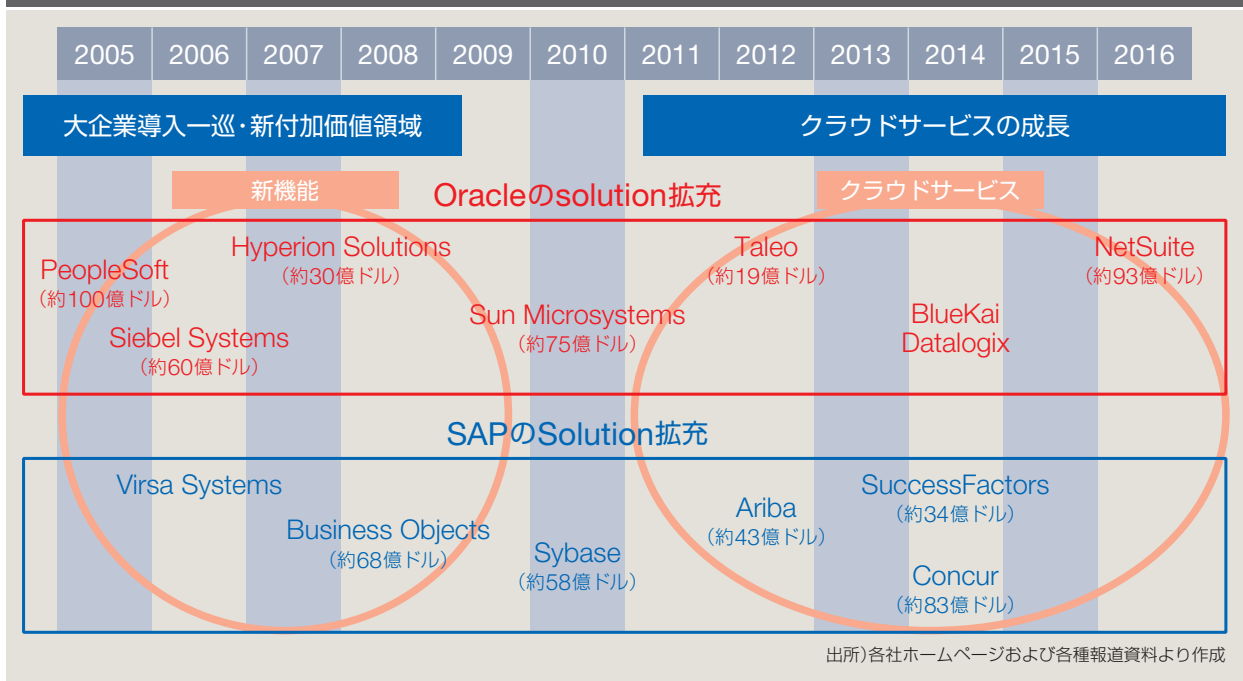 2005 2006 2007 2008 2009 2010 2011 2012 2013 2014 2015 2016
大企業導入一巡・新付加価値領域
クラウドサービスの成長
新機能
Oracleのsolution拡充
クラウドサービス
PeopleSoft
(約100億ドル)
Hyperion Solutions
(約30億ドル)
Siebel Systems
(約60億ドル)
Sun Microsystems
(約75億ドル)
Taleo
(約19億ドル)
BlueKai
Datalogix
NetSuite
(約93億ドル)
SAPのSolution拡充
Virsa Systems
Business Objects
(約68億ドル)
Sybase
(約58億ドル)
Ariba
(約43億ドル)
SuccessFactors
(約34億ドル)
Concur
(約83億ドル)
出所)各社ホームページおよび各種報道資料より作成